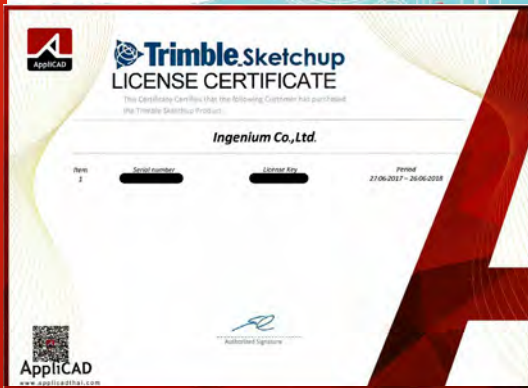 AppliCAD
Trimble. Sketchup
LICENSE CERTIFICATE
This Certificate Certifies that the following Customer has purchased
the Trimble Sketchup Product
Ingenium Co.,Ltd.
Item Serial number License Key Period
1 27-06-2017 – 26-06-2018
Authorized Signature
AppliCAD
www.applicadthai.com